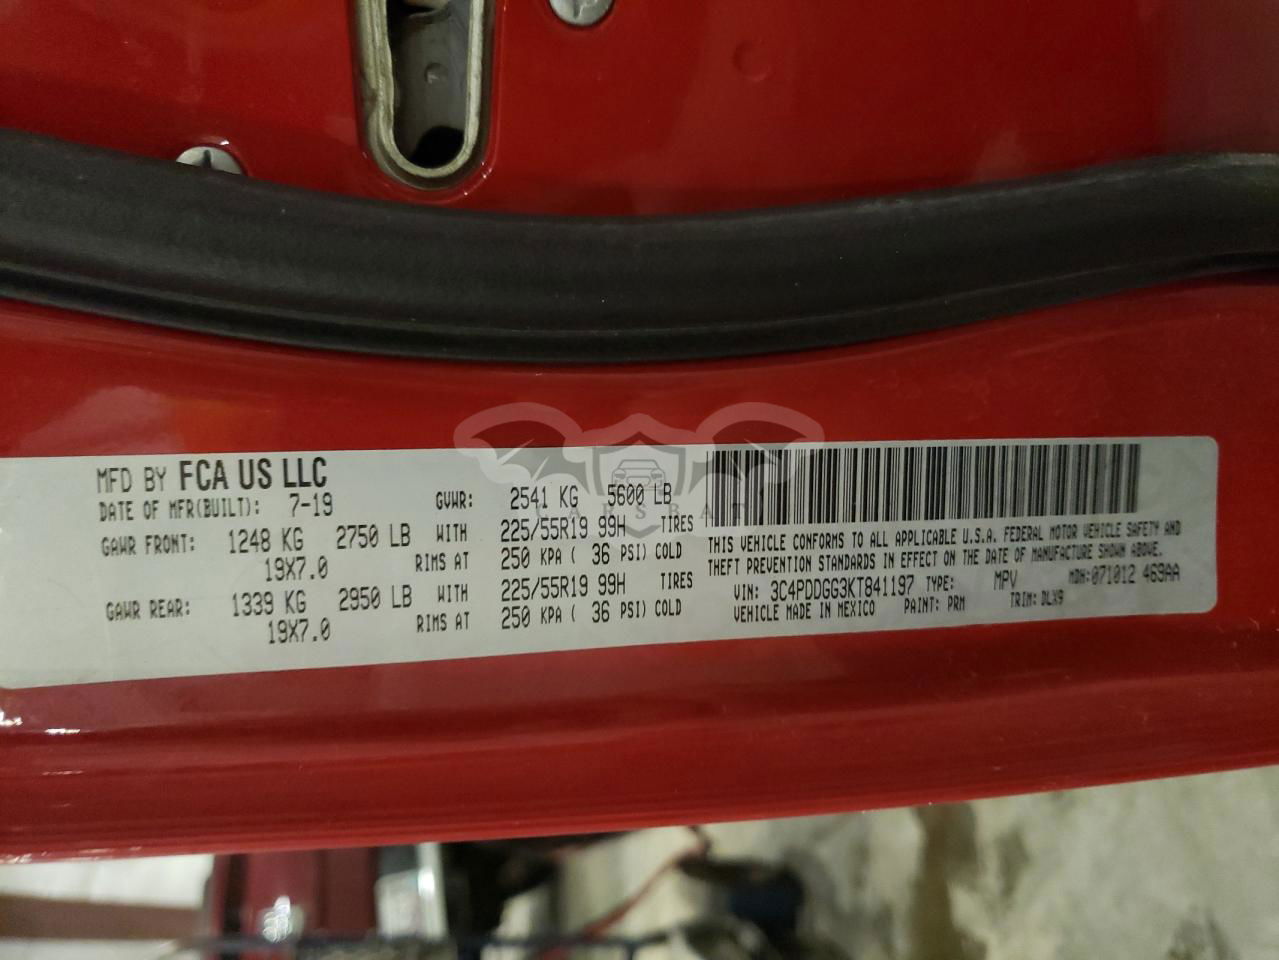 MFD BY FCA US LLC
DATE OF MFR(BUILT): 7-19 GVWR: 2541 KG 5600 LB
GAWR FRONT: 1248 KG 2750 LB WITH 225/55R19 99H TIRES
19X7.0 RIMS AT 250 KPA ( 36 PSI) COLD
GAWR REAR: 1339 KG 2950 LB WITH 225/55R19 99H TIRES
19X7.0 RIMS AT 250 KPA ( 36 PSI) COLD
THIS VEHICLE CONFORMS TO ALL APPLICABLE U.S.A. FEDERAL MOTOR VEHICLE SAFETY AND
THEFT PREVENTION STANDARDS IN EFFECT ON THE DATE OF MANUFACTURE SHOWN ABOVE.
VIN: 3C4PDDGG3KT841197 TYPE: MPV MDH:071012 469AA
VEHICLE MADE IN MEXICO PAINT: PRM TRIM: DLX9
CARSBAT